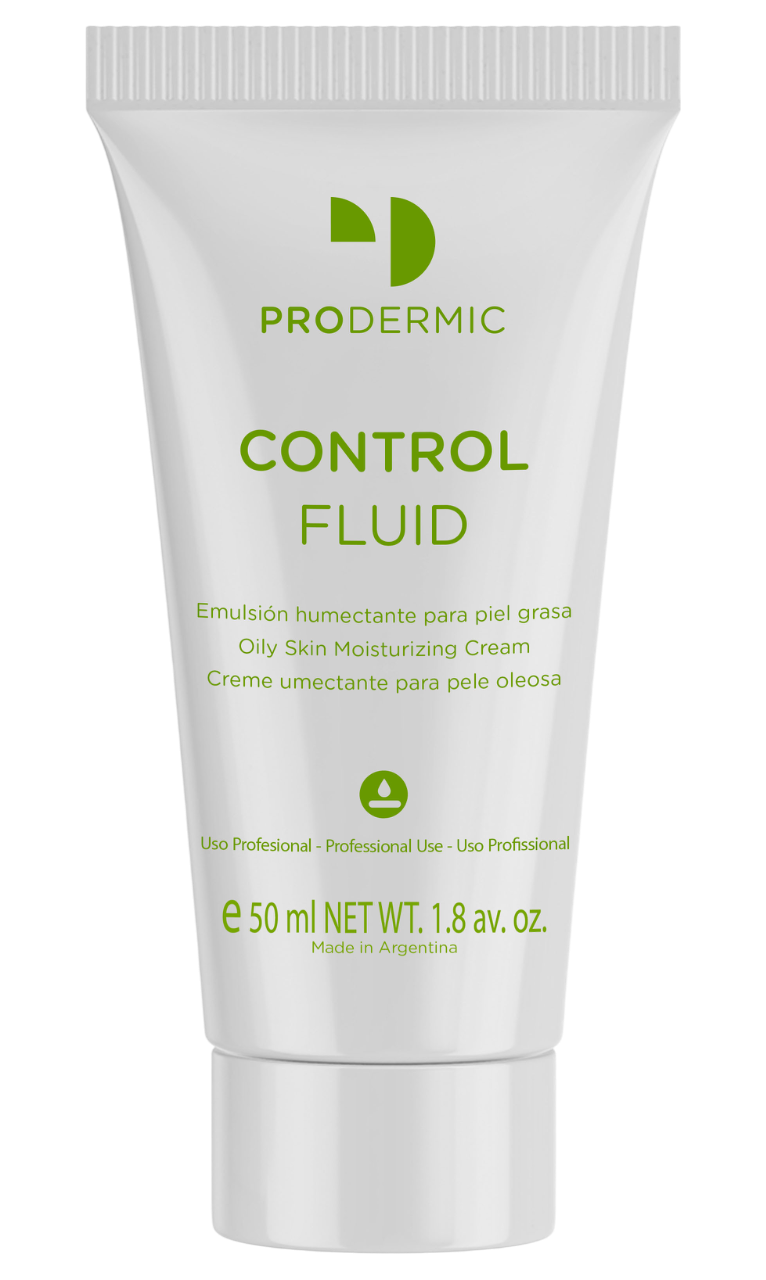 PRODERMIC
CONTROL
FLUID
Emulsión humectante para piel grasa
Oily Skin Moisturizing Cream
Creme umectante para pele oleosa
Uso Profesional - Professional Use - Uso Profissional
e 50 ml NET WT. 1.8 av. oz.
Made in Argentina